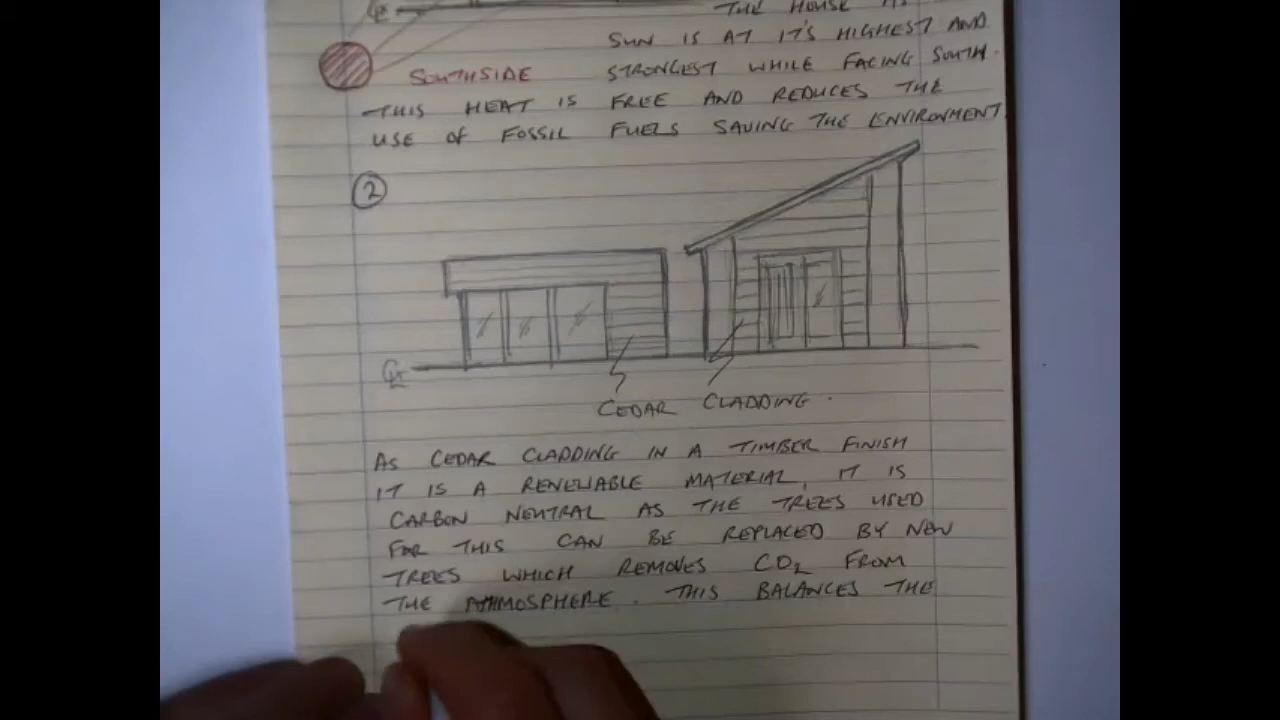 THE HOUSE AS
SUN IS AT IT'S HIGHEST AND
SOUTHSIDE STRONGEST WHILE FACING SOUTH.
THIS HEAT IS FREE AND REDUCES THE
USE OF FOSSIL FUELS SAVING THE ENVIRONMENT
2
CEDAR CLADDING.
AS CEDAR CLADDING IN A TIMBER FINISH
IT IS A RENEWABLE MATERIAL, IT IS
CARBON NEUTRAL AS THE TREES USED
FOR THIS CAN BE REPLACED BY NEW
TREES WHICH REMOVES CO₂ FROM
THE ATHMOSPHERE. THIS BALANCES THE